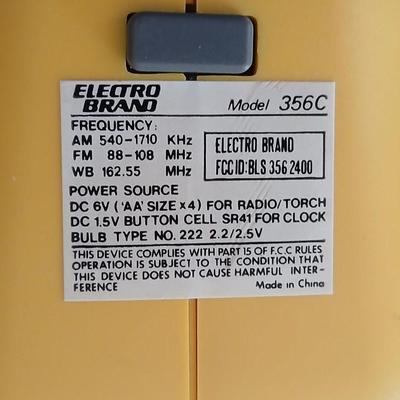 ELECTRO
BRAND
Model 356C
FREQUENCY:
AM 540-1710 KHz
FM 88-108 MHz
WB 162.55 MHz
ELECTRO BRAND
FCC ID: BLS 356 2400
POWER SOURCE
DC 6V ('AA' SIZE x4) FOR RADIO/TORCH
DC 1.5V BUTTON CELL SR41 FOR CLOCK
BULB TYPE NO. 222 2.2/2.5V
THIS DEVICE COMPLIES WITH PART 15 OF F.C.C RULES
OPERATION IS SUBJECT TO THE CONDITION THAT
THIS DEVICE DOES NOT CAUSE HARMFUL INTER-
FERENCE
Made in China